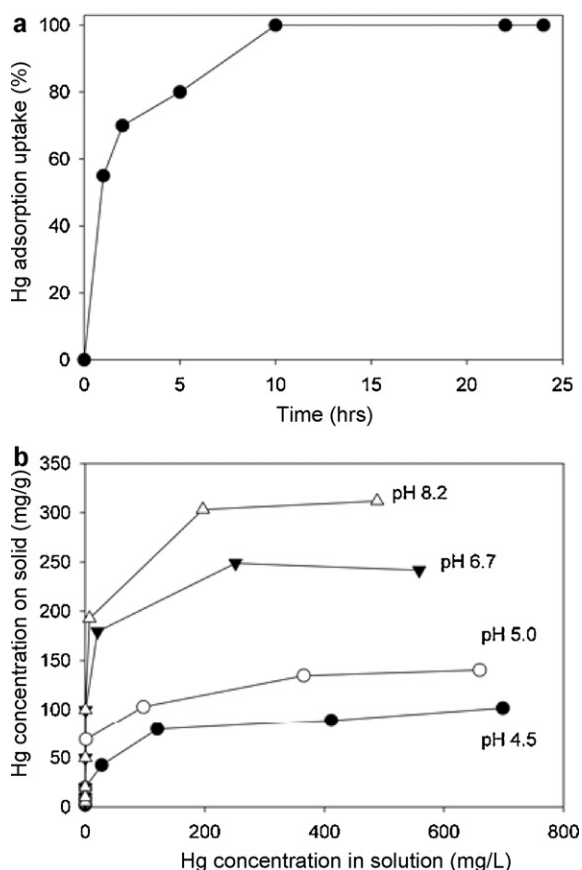 a
100
80
60
40
20
0
Hg adsorption uptake (%)
0 5 10 15 20 25
Time (hrs)
b
350
300
250
200
150
100
50
0
Hg concentration on solid (mg/g)
pH 8.2
pH 6.7
pH 5.0
pH 4.5
0 200 400 600 800
Hg concentration in solution (mg/L)